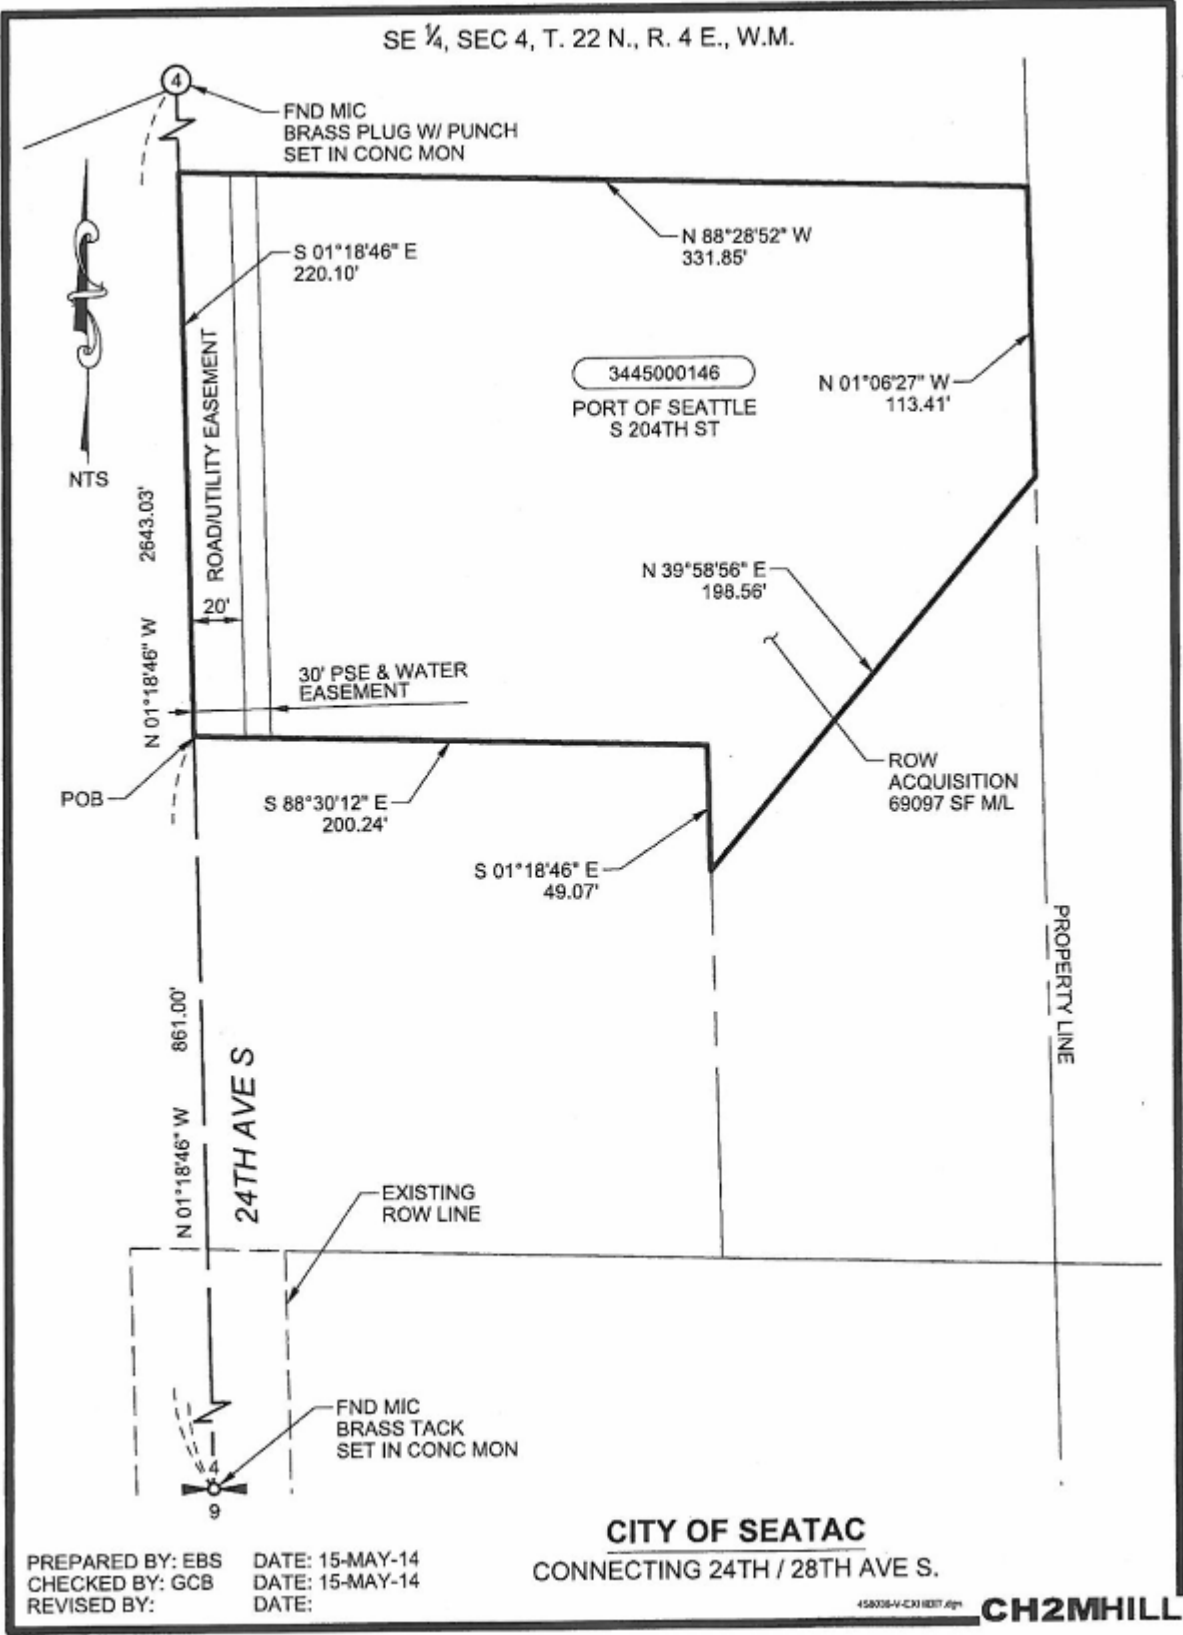 SE ¼, SEC 4, T. 22 N., R. 4 E., W.M.
4
FND MIC
BRASS PLUG W/ PUNCH
SET IN CONC MON
N 88°28'52" W
331.85'
S 01°18'46" E
220.10'
ROAD/UTILITY EASEMENT
3445000146
PORT OF SEATTLE
S 204TH ST
N 01°06'27" W
113.41'
NTS
N 01°18'46" W 2643.03'
20'
N 39°58'56" E
198.56'
30' PSE & WATER
EASEMENT
POB
S 88°30'12" E
200.24'
ROW
ACQUISITION
69097 SF M/L
S 01°18'46" E
49.07'
PROPERTY LINE
N 01°18'46" W 861.00'
24TH AVE S
EXISTING
ROW LINE
FND MIC
BRASS TACK
SET IN CONC MON
4
9
CITY OF SEATAC
CONNECTING 24TH / 28TH AVE S.
PREPARED BY: EBS DATE: 15-MAY-14
CHECKED BY: GCB DATE: 15-MAY-14
REVISED BY: DATE:
CH2MHILL